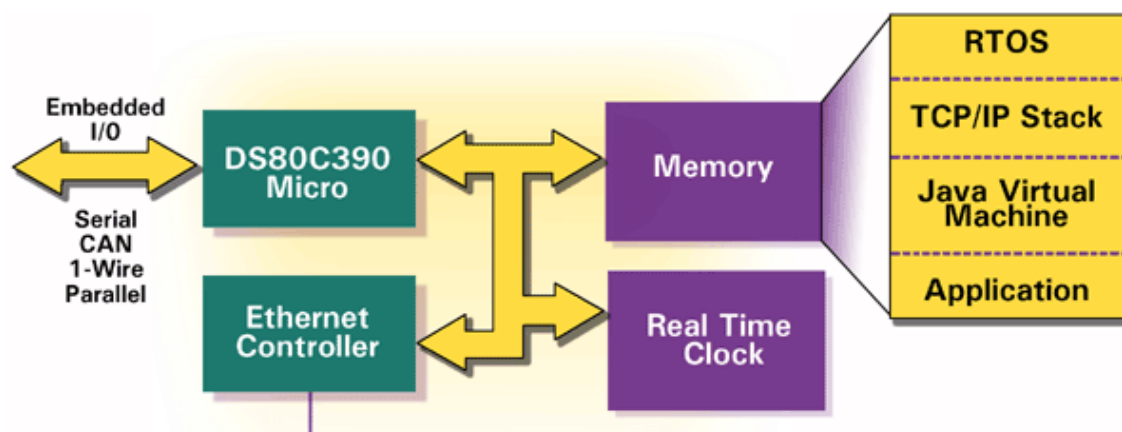 Embedded
I/O
Serial
CAN
1-Wire
Parallel
DS80C390
Micro
Ethernet
Controller
Memory
Real Time
Clock
RTOS
TCP/IP Stack
Java Virtual
Machine
Application